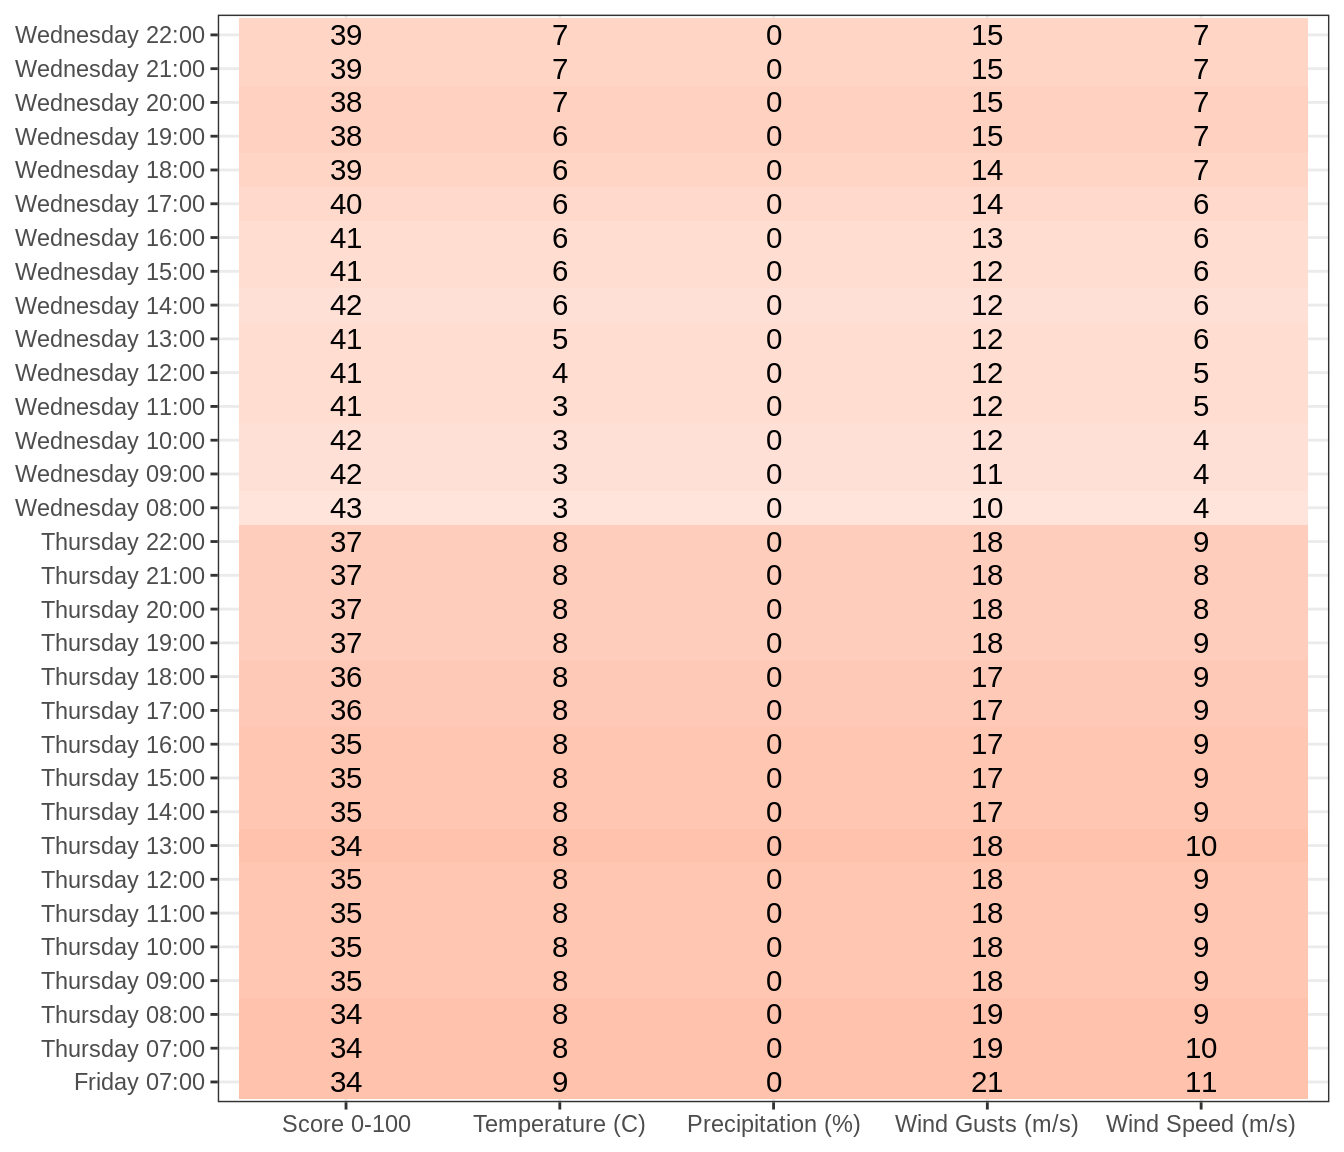 Wednesday 22:00 39 7 0 15 7
Wednesday 21:00 39 7 0 15 7
Wednesday 20:00 38 7 0 15 7
Wednesday 19:00 38 6 0 15 7
Wednesday 18:00 39 6 0 14 7
Wednesday 17:00 40 6 0 14 6
Wednesday 16:00 41 6 0 13 6
Wednesday 15:00 41 6 0 12 6
Wednesday 14:00 42 6 0 12 6
Wednesday 13:00 41 5 0 12 6
Wednesday 12:00 41 4 0 12 5
Wednesday 11:00 41 3 0 12 5
Wednesday 10:00 42 3 0 12 4
Wednesday 09:00 42 3 0 11 4
Wednesday 08:00 43 3 0 10 4
Thursday 22:00 37 8 0 18 9
Thursday 21:00 37 8 0 18 8
Thursday 20:00 37 8 0 18 8
Thursday 19:00 37 8 0 18 9
Thursday 18:00 36 8 0 17 9
Thursday 17:00 36 8 0 17 9
Thursday 16:00 35 8 0 17 9
Thursday 15:00 35 8 0 17 9
Thursday 14:00 35 8 0 17 9
Thursday 13:00 34 8 0 18 10
Thursday 12:00 35 8 0 18 9
Thursday 11:00 35 8 0 18 9
Thursday 10:00 35 8 0 18 9
Thursday 09:00 35 8 0 18 9
Thursday 08:00 34 8 0 19 9
Thursday 07:00 34 8 0 19 10
Friday 07:00 34 9 0 21 11
Score 0-100 Temperature (C) Precipitation (%) Wind Gusts (m/s) Wind Speed (m/s)